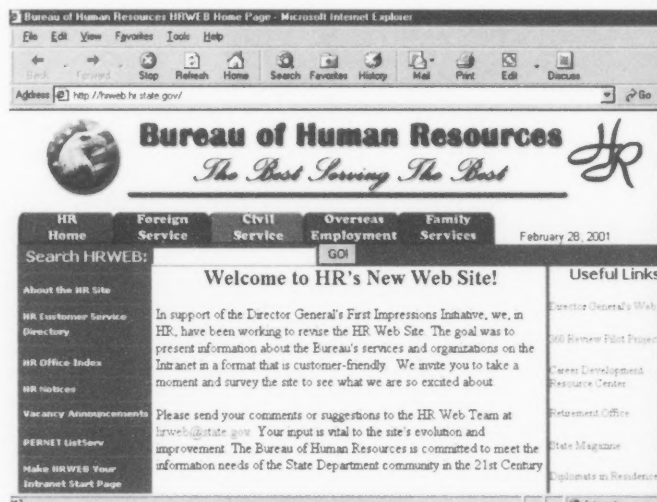 Bureau of Human Resources HRWEB Home Page - Microsoft Internet Explorer
File Edit View Favorites Tools Help
Back Forward Stop Refresh Home Search Favorites History Mail Print Edit Discuss
Address http://hrweb.hr.state.gov/ Go
Bureau of Human Resources
The Best Serving The Best
HR
HR Home
Foreign Service
Civil Service
Overseas Employment
Family Services
February 28, 2001
Search HRWEB: GO!
About the HR Site
HR Customer Service
Directory
HR Office Index
HR Notices
Vacancy Announcements
PERNET ListServ
Make HRWEB Your
Intranet Start Page
Welcome to HR's New Web Site!
In support of the Director General's First Impressions Initiative, we, in
HR, have been working to revise the HR Web Site. The goal was to
present information about the Bureau's services and organizations on the
Intranet in a format that is customer-friendly. We invite you to take a
moment and survey the site to see what we are so excited about.
Please send your comments or suggestions to the HR Web Team at
hrweb@state.gov. Your input is vital to the site's evolution and
improvement. The Bureau of Human Resources is committed to meet the
information needs of the State Department community in the 21st Century
Useful Links
Director General's Web
360 Review Pilot Project
Career Development
Resource Center
Retirement Office
State Magazine
Diplomats in Residence